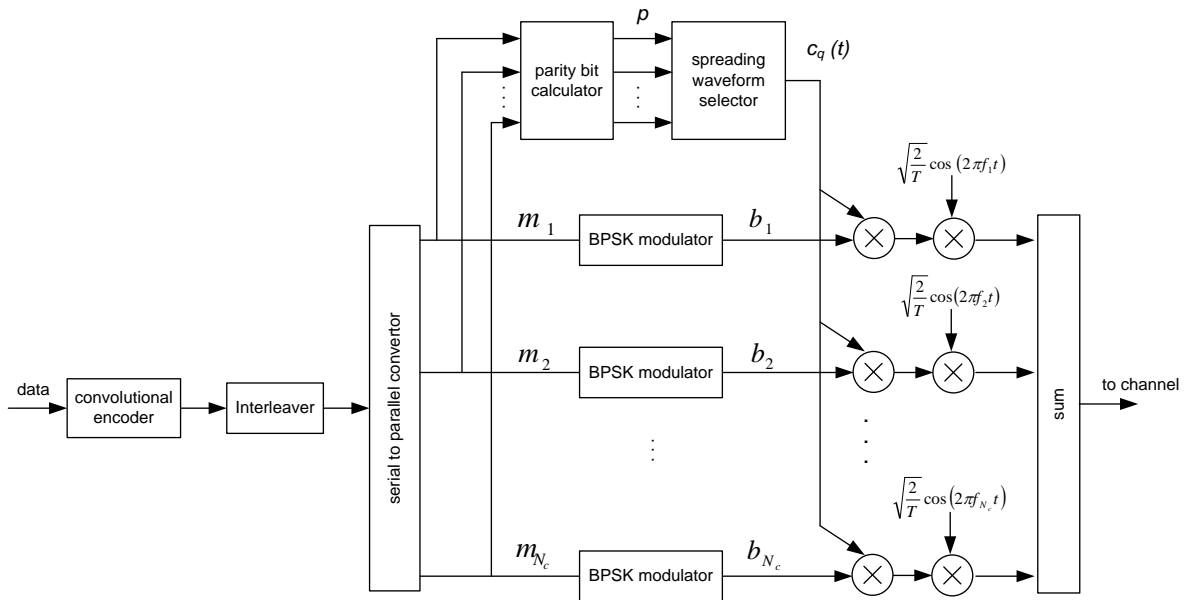 p
c_q (t)
parity bit
calculator
spreading
waveform
selector
√(2/T) cos (2πf_1t)
m_1
BPSK modulator
b_1
√(2/T) cos(2πf_2t)
m_2
BPSK modulator
b_2
data
convolutional
encoder
Interleaver
serial to parallel convertor
sum
to channel
√(2/T) cos(2πf_{N_c}t)
m_{N_c}
BPSK modulator
b_{N_c}